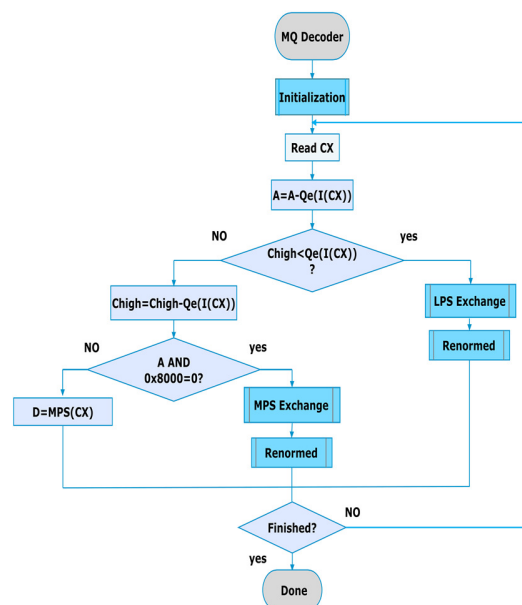 MQ Decoder
Initialization
Read CX
A=A-Qe(I(CX))
NO
yes
Chigh<Qe(I(CX))
?
Chigh=Chigh-Qe(I(CX))
LPS Exchange
Renormed
NO
yes
A AND
0x8000=0?
D=MPS(CX)
MPS Exchange
Renormed
Finished?
NO
yes
Done